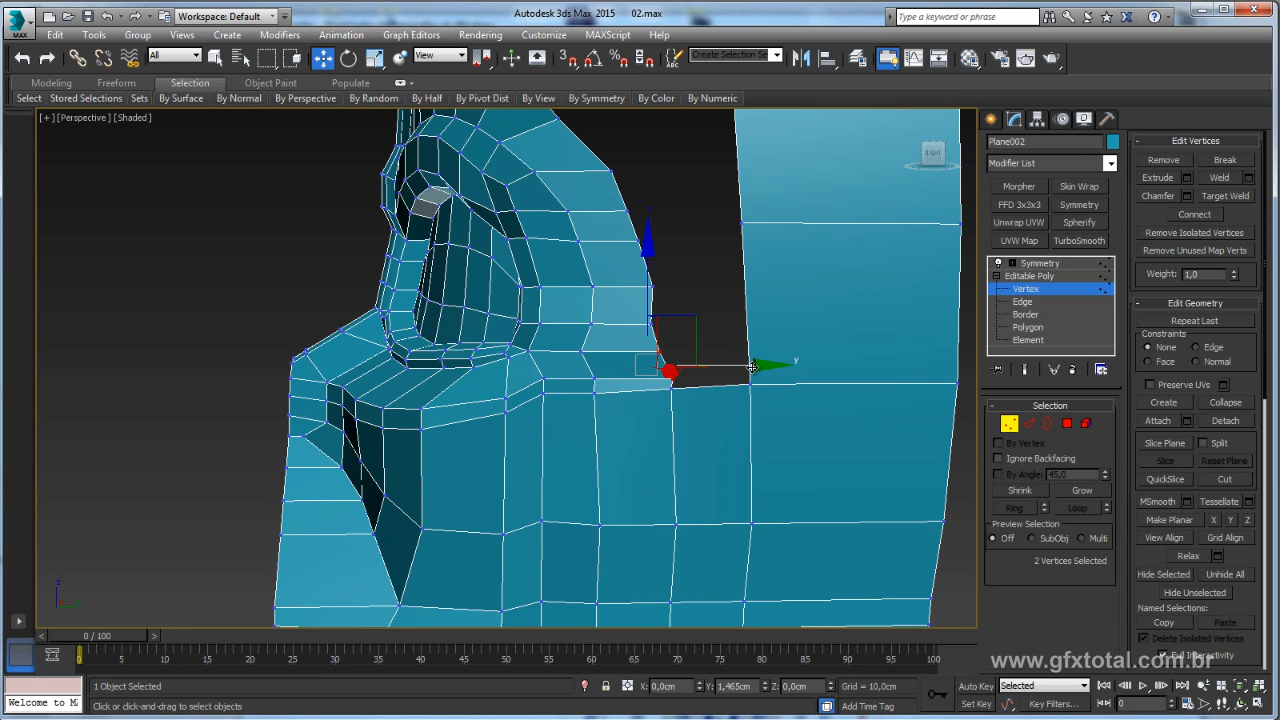 Workspace: Default
Autodesk 3ds Max 2015 02.max
Type a keyword or phrase
MAX
Edit Tools Group Views Create Modifiers Animation Graph Editors Rendering Customize MAXScript Help
All View Create Selection Se
Modeling Freeform Selection Object Paint Populate
Select Stored Selections Sets By Surface By Normal By Perspective By Random By Half By Pivot Dist By View By Symmetry By Color By Numeric
[+] [Perspective] [Shaded]
y
z
Plane002
Modifier List
Morpher Skin Wrap
FFD 3x3x3 Symmetry
Unwrap UVW Spherify
UVW Map TurboSmooth
Symmetry
Editable Poly
Vertex
Edge
Border
Polygon
Element
Selection
By Vertex
Ignore Backfacing
By Angle: 45,0
Shrink Grow
Ring Loop
Preview Selection
Off SubObj Multi
2 Vertices Selected
Edit Vertices
Remove Break
Extrude Weld
Chamfer Target Weld
Connect
Remove Isolated Vertices
Remove Unused Map Verts
Weight: 1,0
Edit Geometry
Repeat Last
Constraints
None Edge
Face Normal
Preserve UVs
Create Collapse
Attach Detach
Slice Plane Split
Slice Reset Plane
QuickSlice Cut
MSmooth Tessellate
Make Planar X Y Z
View Align Grid Align
Relax
Hide Selected Unhide All
Hide Unselected
Named Selections:
Copy Paste
Delete Isolated Vertices
Full Interactivity
www.gfxtotal.com.br
0 / 100
0 5 10 15 20 25 30 35 40 45 50 55 60 65 70 75 80 85 90 95 100
1 Object Selected X: 0,0cm Y: 1,465cm Z: 0,0cm Grid = 10,0cm Auto Key Selected
Welcome to M Click or click-and-drag to select objects Add Time Tag Set Key Key Filters... 0